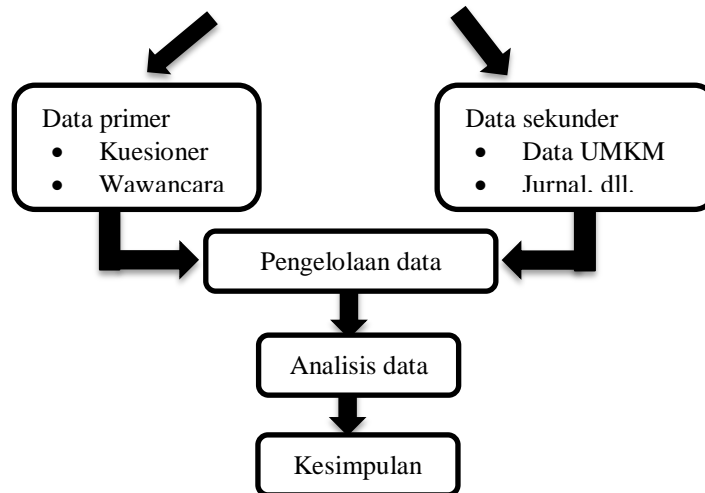 Data primer
• Kuesioner
• Wawancara
Data sekunder
• Data UMKM
• Jurnal, dll.
Pengelolaan data
Analisis data
Kesimpulan